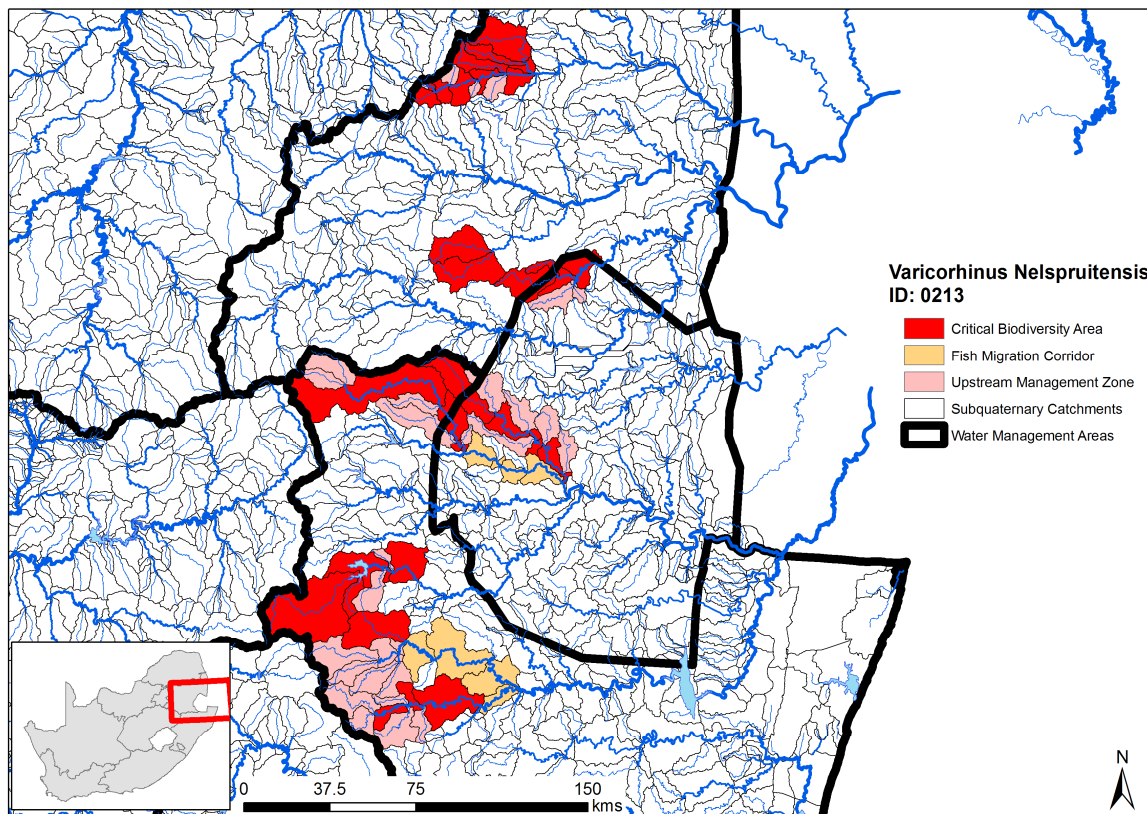 Varicorhinus Nelspruitensis
ID: 0213
Critical Biodiversity Area
Fish Migration Corridor
Upstream Management Zone
Subquaternary Catchments
Water Management Areas
N
0 37.5 75 150
kms